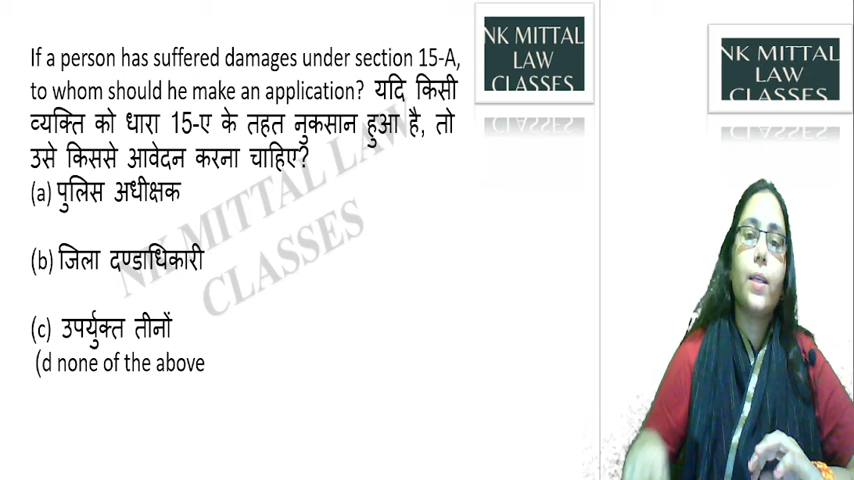 If a person has suffered damages under section 15-A,
to whom should he make an application? यदि किसी
व्यक्ति को धारा 15-ए के तहत नुकसान हुआ है, तो
उसे किससे आवेदन करना चाहिए?
(a) पुलिस अधीक्षक
(b) जिला दण्डाधिकारी
(c) उपर्युक्त तीनों
(d none of the above
NK MITTAL LAW
CLASSES
NK MITTAL
LAW
CLASSES
NK MITTAL
LAW
CLASSES